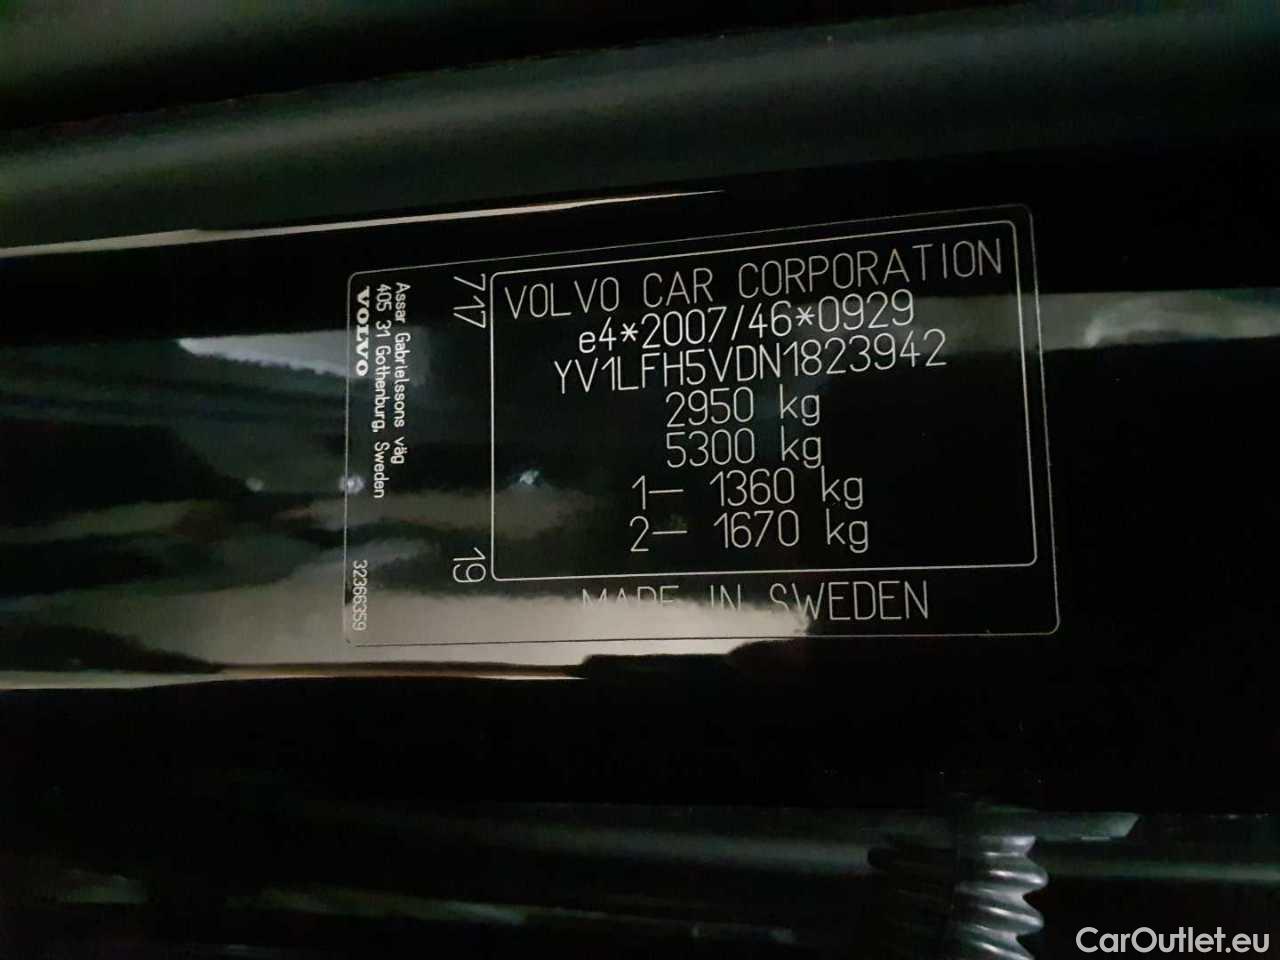 VOLVO CAR CORPORATION
e4*2007/46*0929
YV1LFH5VDN1823942
2950 kg
5300 kg
1— 1360 kg
2— 1670 kg
MADE IN SWEDEN
717
19
Assar Gabrielssons väg
405 31 Gothenburg, Sweden
VOLVO
32366359
CarOutlet.eu